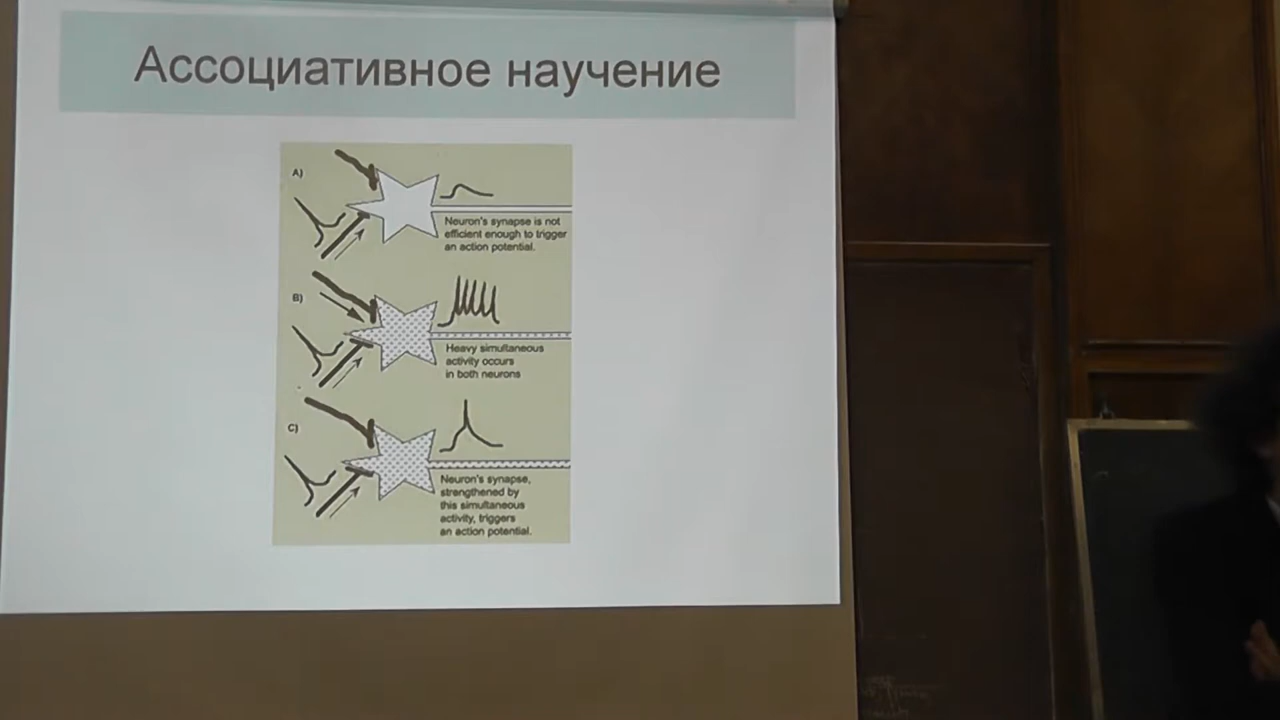 Ассоциативное научение
A)
Neuron's synapse is not
efficient enough to trigger
an action potential.
B)
Heavy simultaneous
activity occurs
in both neurons
C)
Neuron's synapse,
strengthened by
this simultaneous
activity, triggers
an action potential.